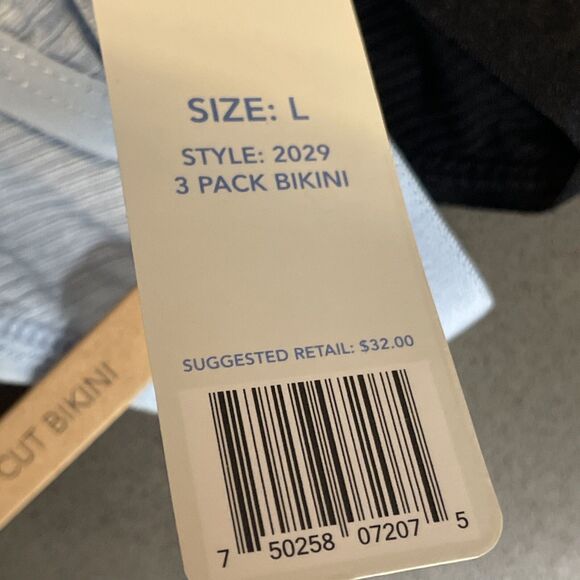 SIZE: L
STYLE: 2029
3 PACK BIKINI
SUGGESTED RETAIL: $32.00
7 50258 07207 5
CUT BIKINI